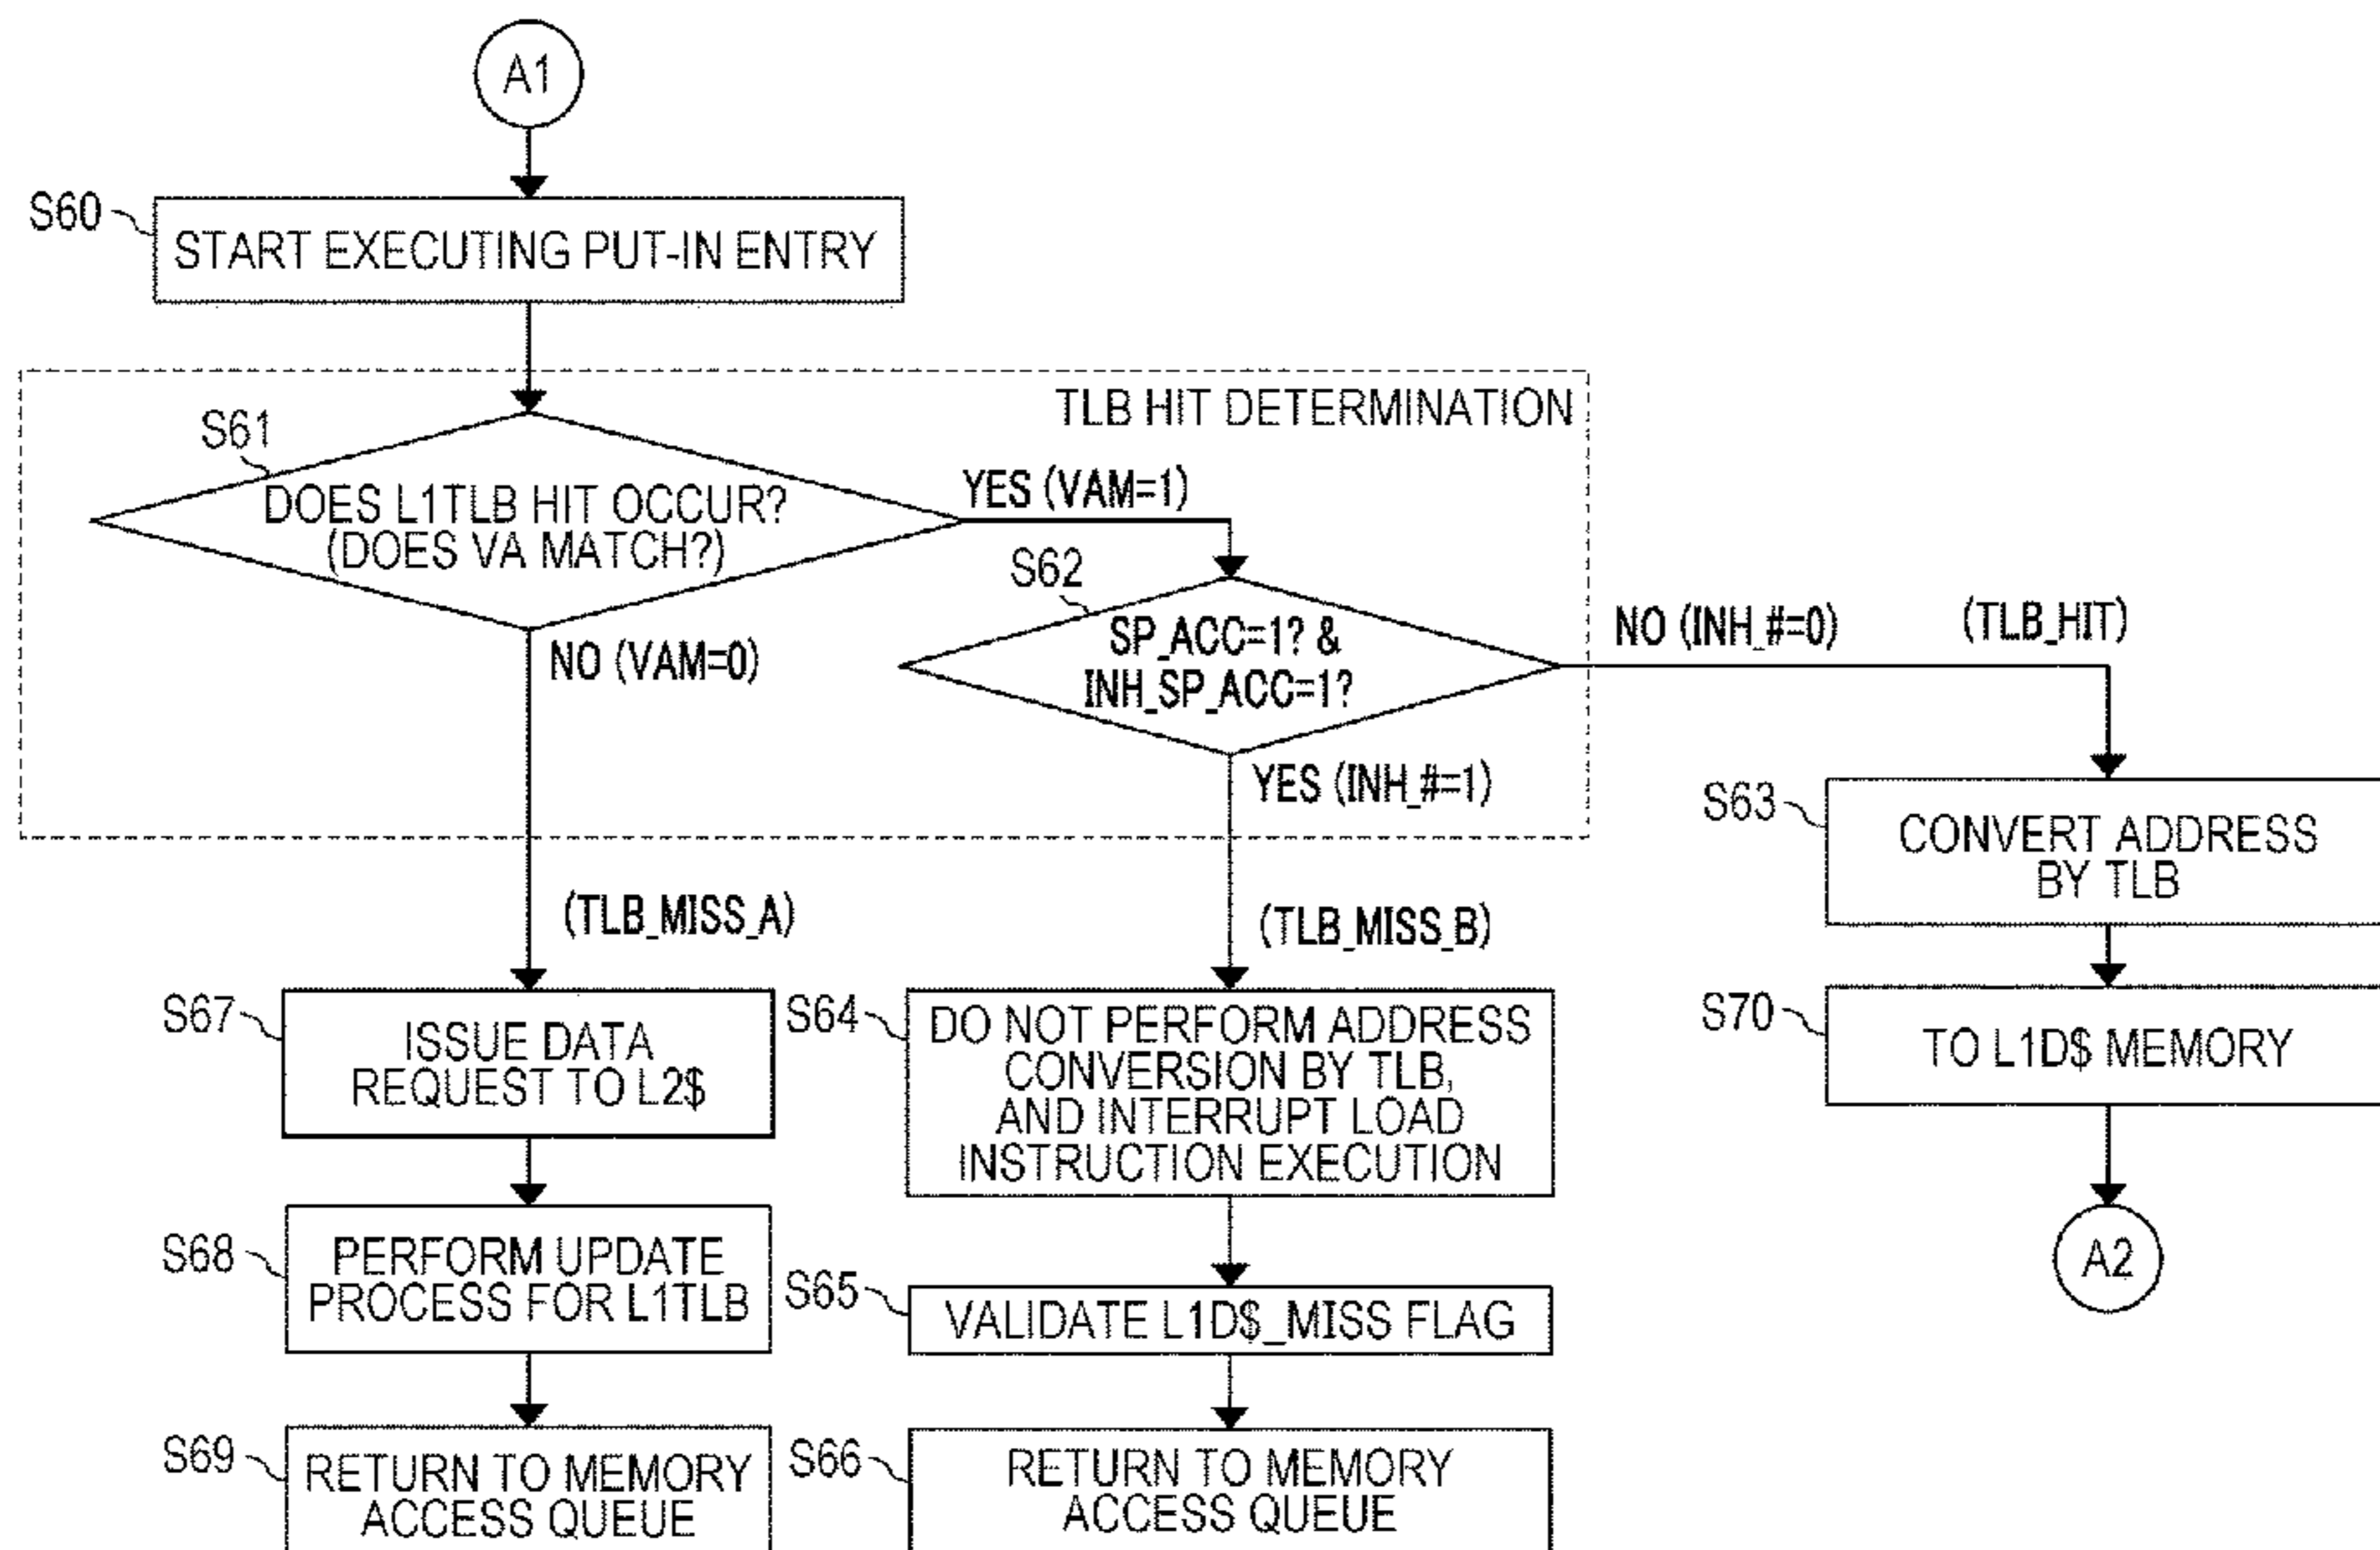 A1
S60
START EXECUTING PUT-IN ENTRY
TLB HIT DETERMINATION
S61
DOES L1TLB HIT OCCUR?
(DOES VA MATCH?)
YES (VAM=1)
NO (VAM=0)
S62
SP_ACC=1? &
INH_SP_ACC=1?
NO (INH_#=0)
(TLB_HIT)
YES (INH_#=1)
S63
CONVERT ADDRESS
BY TLB
(TLB_MISS_A)
(TLB_MISS_B)
S67
ISSUE DATA
REQUEST TO L2$
S64
DO NOT PERFORM ADDRESS
CONVERSION BY TLB,
AND INTERRUPT LOAD
INSTRUCTION EXECUTION
S70
TO L1D$ MEMORY
S68
PERFORM UPDATE
PROCESS FOR L1TLB
S65
VALIDATE L1D$_MISS FLAG
A2
S69
RETURN TO MEMORY
ACCESS QUEUE
S66
RETURN TO MEMORY
ACCESS QUEUE